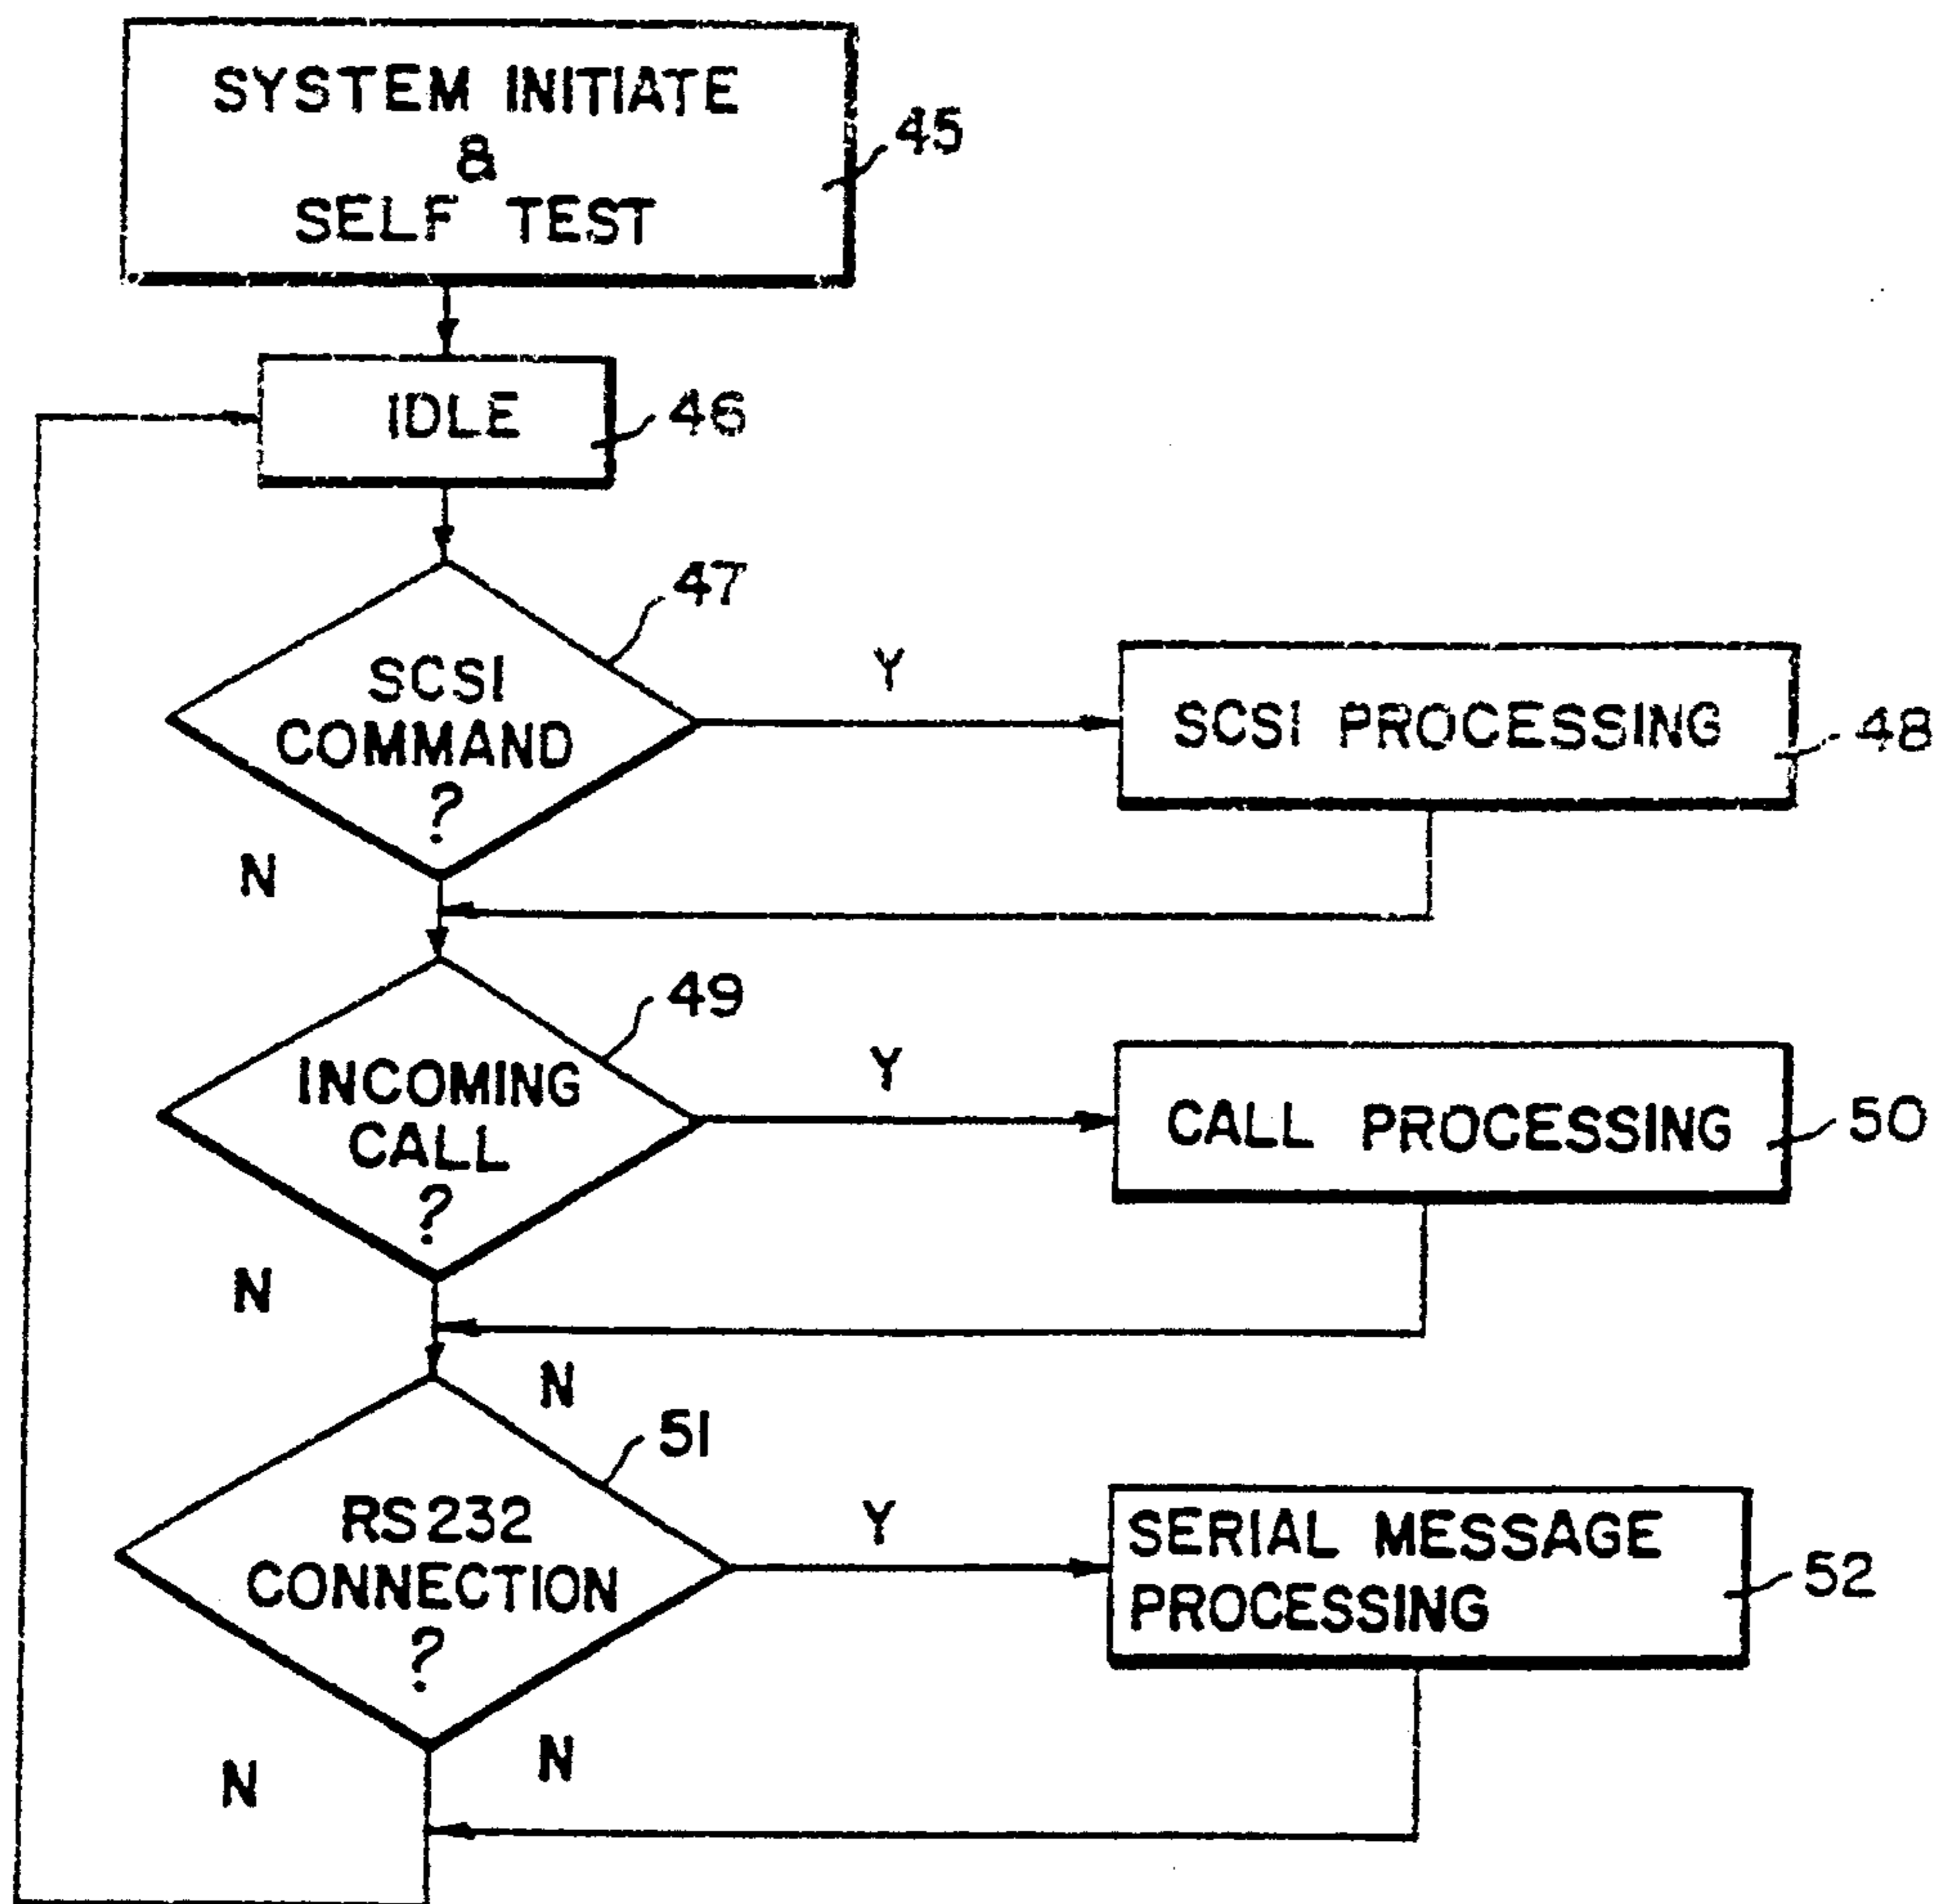 SYSTEM INITIATE
&
SELF TEST
45
IDLE
46
47
SCSI
COMMAND
?
Y
SCSI PROCESSING
48
N
49
INCOMING
CALL
?
Y
CALL PROCESSING
50
N
N
51
RS232
CONNECTION
?
Y
SERIAL MESSAGE
PROCESSING
52
N
N